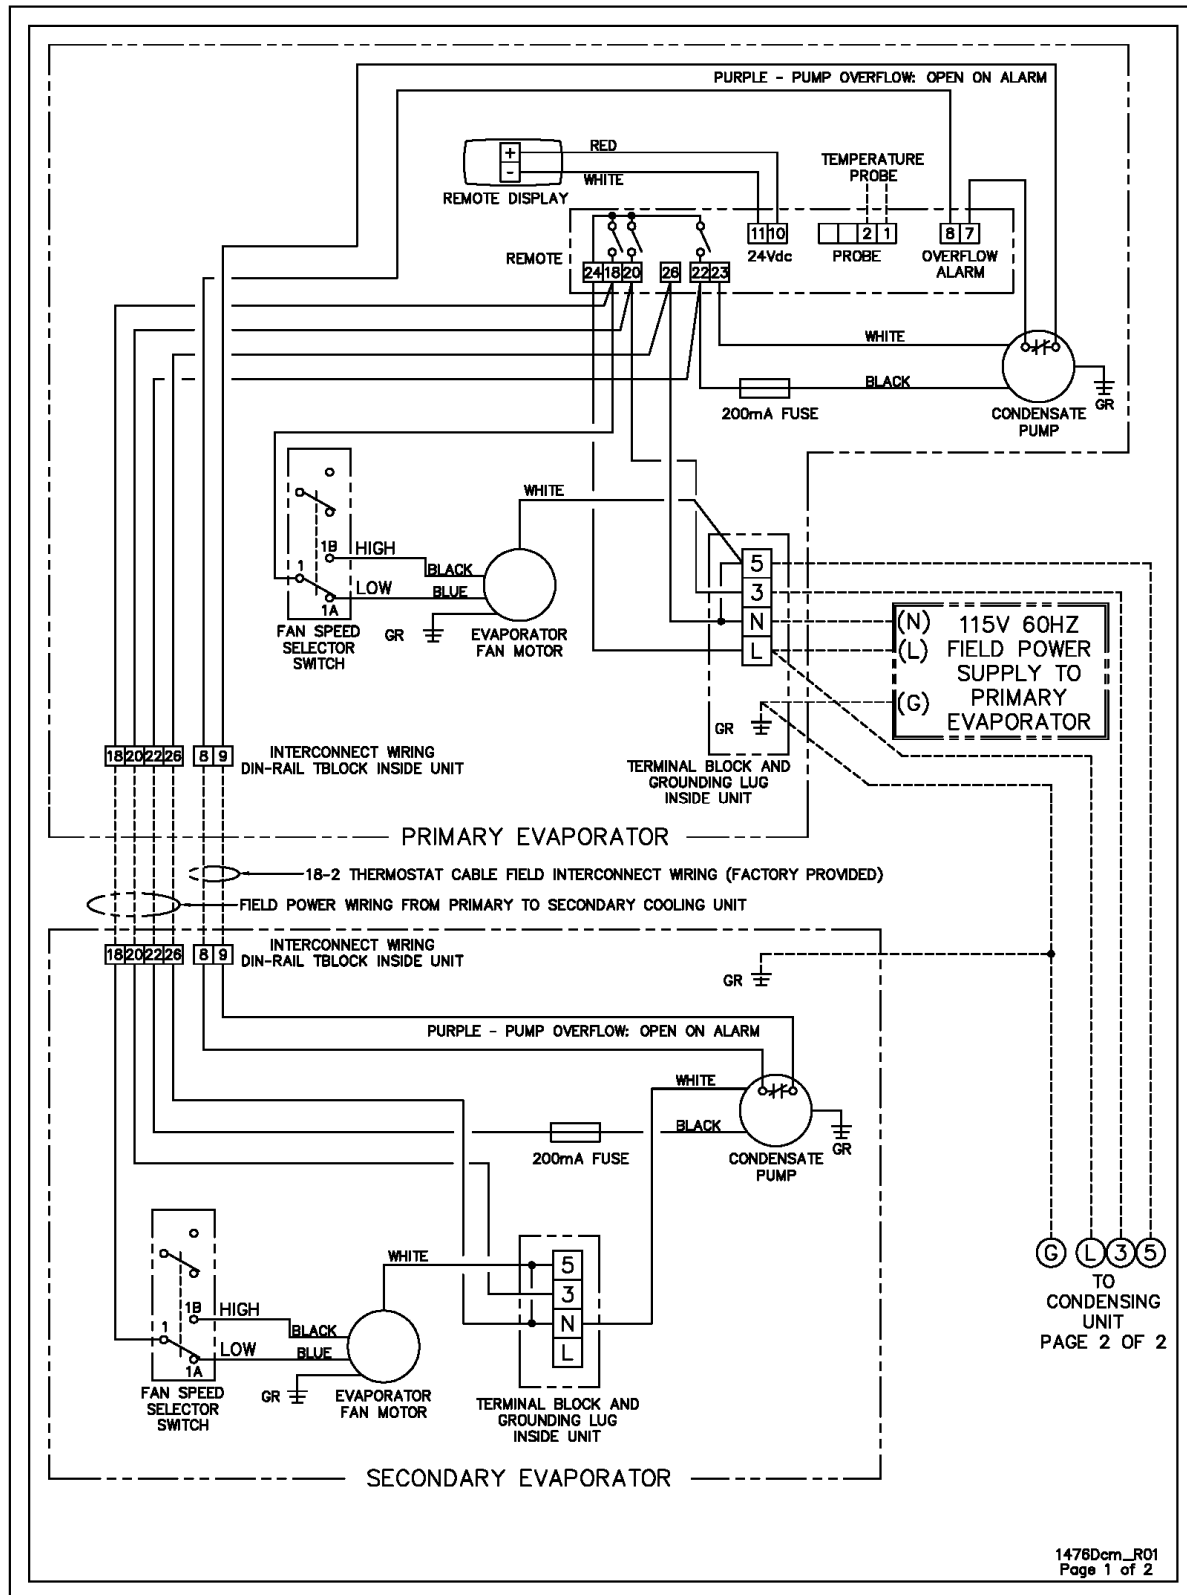 PURPLE - PUMP OVERFLOW: OPEN ON ALARM
+
-
RED
WHITE
REMOTE DISPLAY
TEMPERATURE
PROBE
REMOTE
11 10
24Vdc
2 1
PROBE
8 7
OVERFLOW
ALARM
24 18 20 26 22 23
WHITE
BLACK
200mA FUSE
CONDENSATE
PUMP
GR
WHITE
1B
HIGH
1
BLACK
LOW
BLUE
1A
FAN SPEED
SELECTOR
SWITCH
GR
EVAPORATOR
FAN MOTOR
5
3
N
L
GR
TERMINAL BLOCK AND
GROUNDING LUG
INSIDE UNIT
(N)
(L)
(G)
115V 60HZ
FIELD POWER
SUPPLY TO
PRIMARY
EVAPORATOR
18 20 22 26 8 9
INTERCONNECT WIRING
DIN-RAIL TBLOCK INSIDE UNIT
PRIMARY EVAPORATOR
18-2 THERMOSTAT CABLE FIELD INTERCONNECT WIRING (FACTORY PROVIDED)
FIELD POWER WIRING FROM PRIMARY TO SECONDARY COOLING UNIT
18 20 22 26 8 9
INTERCONNECT WIRING
DIN-RAIL TBLOCK INSIDE UNIT
GR
PURPLE - PUMP OVERFLOW: OPEN ON ALARM
WHITE
BLACK
200mA FUSE
CONDENSATE
PUMP
GR
WHITE
1B
HIGH
1
BLACK
LOW
BLUE
1A
FAN SPEED
SELECTOR
SWITCH
GR
EVAPORATOR
FAN MOTOR
5
3
N
L
TERMINAL BLOCK AND
GROUNDING LUG
INSIDE UNIT
G L 3 5
TO
CONDENSING
UNIT
PAGE 2 OF 2
SECONDARY EVAPORATOR
1476Dcm_R01
Page 1 of 2